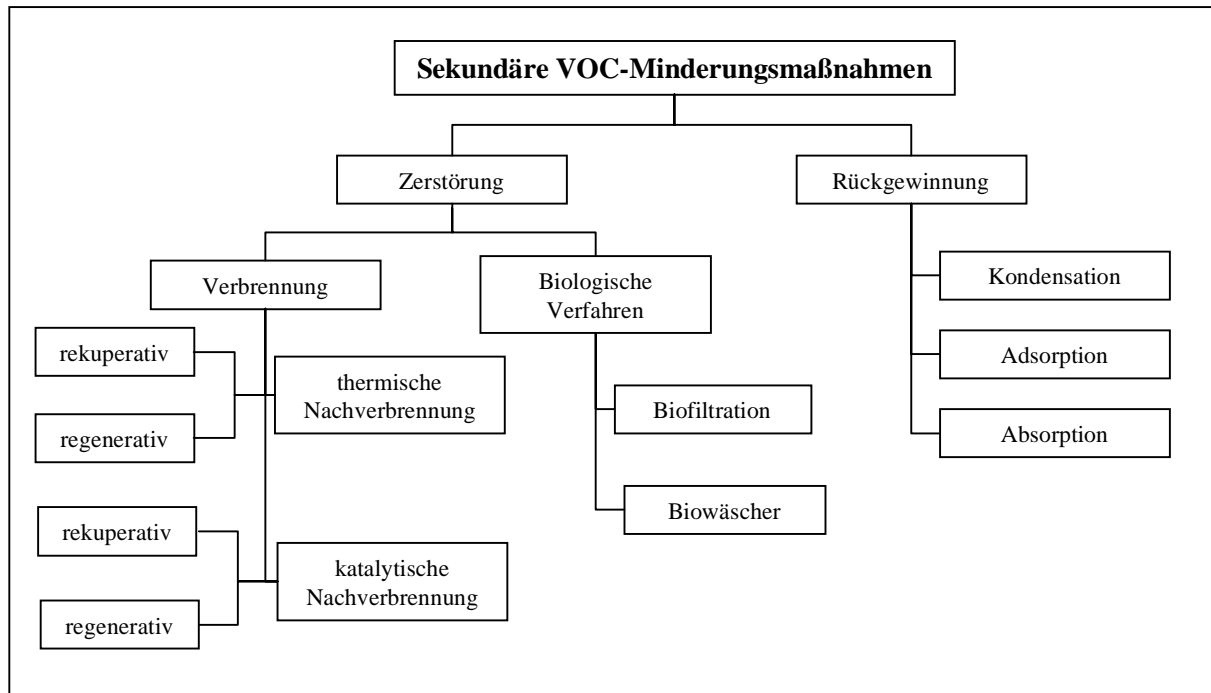 Sekundäre VOC-Minderungsmaßnahmen
Zerstörung
Rückgewinnung
Verbrennung
Biologische
Verfahren
Kondensation
rekuperativ
thermische
Nachverbrennung
regenerativ
Adsorption
Biofiltration
Absorption
rekuperativ
Biowäscher
katalytische
Nachverbrennung
regenerativ